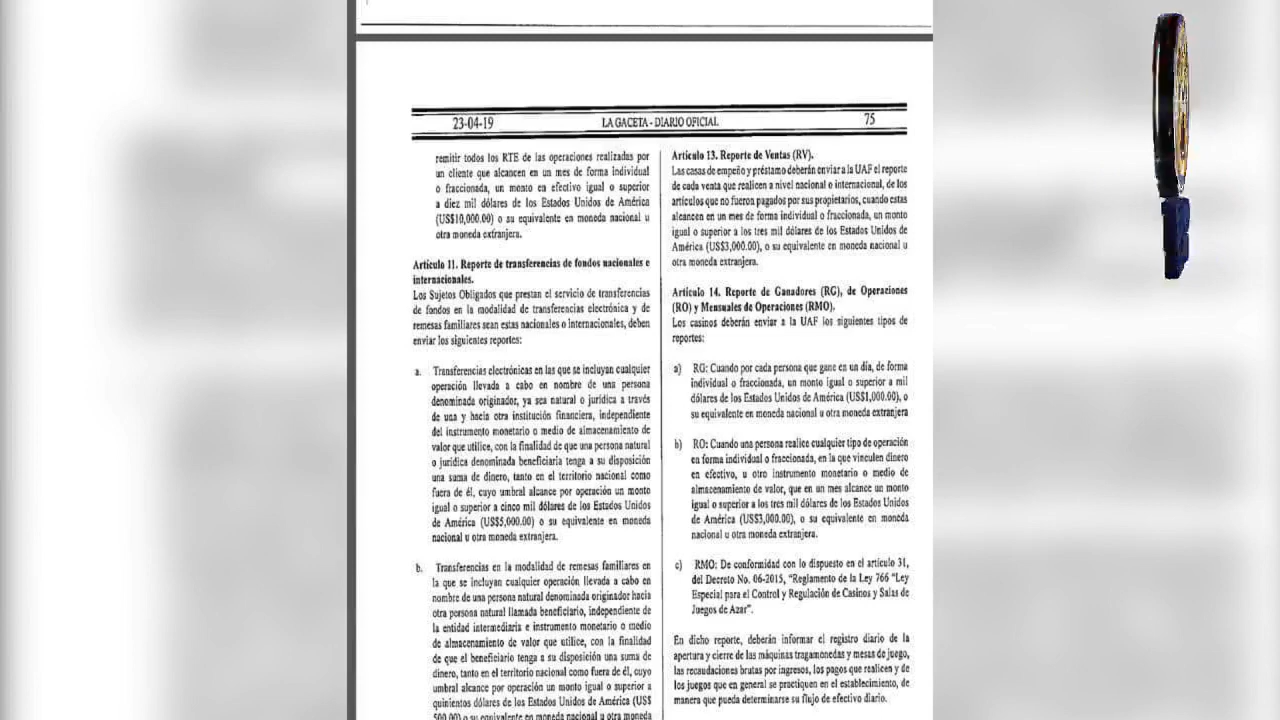 23-04-19
LA GACETA - DIARIO OFICIAL
75
remitir todos los RTE de las operaciones realizadas por
un cliente que alcancen en un mes de forma individual
o fraccionada, un monto en efectivo igual o superior
a diez mil dólares de los Estados Unidos de América
(US$10,000.00) o su equivalente en moneda nacional u
otra moneda extranjera.
Artículo 11. Reporte de transferencias de fondos nacionales e
internacionales.
Los Sujetos Obligados que prestan el servicio de transferencias
de fondos en la modalidad de transferencias electrónica y de
remesas familiares sean estas nacionales o internacionales, deben
enviar los siguientes reportes:
a. Transferencias electrónicas en las que se incluyan cualquier
operación llevada a cabo en nombre de una persona
denominada originador, ya sea natural o jurídica a través
de una y hacia otra institución financiera, independiente
del instrumento monetario o medio de almacenamiento de
valor que utilice, con la finalidad de que una persona natural
o jurídica denominada beneficiaria tenga a su disposición
una suma de dinero, tanto en el territorio nacional como
fuera de él, cuyo umbral alcance por operación un monto
igual o superior a cinco mil dólares de los Estados Unidos
de América (US$5,000.00) o su equivalente en moneda
nacional u otra moneda extranjera.
b. Transferencias en la modalidad de remesas familiares en
la que se incluyan cualquier operación llevada a cabo en
nombre de una persona natural denominada originador hacia
otra persona natural llamada beneficiario, independiente de
la entidad intermediaria e instrumento monetario o medio
de almacenamiento de valor que utilice, con la finalidad
de que el beneficiario tenga a su disposición una suma de
dinero, tanto en el territorio nacional como fuera de él, cuyo
umbral alcance por operación un monto igual o superior a
quinientos dólares de los Estados Unidos de América (US$
500.00) o su equivalente en moneda nacional u otra moneda
Artículo 13. Reporte de Ventas (RV).
Las casas de empeño y préstamo deberán enviar a la UAF el reporte
de cada venta que realicen a nivel nacional o internacional, de los
artículos que no fueron pagados por sus propietarios, cuando estas
alcancen en un mes de forma individual o fraccionada, un monto
igual o superior a los tres mil dólares de los Estados Unidos de
América (US$3,000.00), o su equivalente en moneda nacional u
otra moneda extranjera.
Artículo 14. Reporte de Ganadores (RG), de Operaciones
(RO) y Mensuales de Operaciones (RMO).
Los casinos deberán enviar a la UAF los siguientes tipos de
reportes:
a) RG: Cuando por cada persona que gane en un día, de forma
individual o fraccionada, un monto igual o superior a mil
dólares de los Estados Unidos de América (US$1,000.00), o
su equivalente en moneda nacional u otra moneda extranjera
b) RO: Cuando una persona realice cualquier tipo de operación
en forma individual o fraccionada, en la que vinculen dinero
en efectivo, u otro instrumento monetario o medio de
almacenamiento de valor, que en un mes alcance un monto
igual o superior a los tres mil dólares de los Estados Unidos
de América (US$3,000.00), o su equivalente en moneda
nacional u otra moneda extranjera.
c) RMO: De conformidad con lo dispuesto en el artículo 31,
del Decreto No. 06-2015, "Reglamento de la Ley 766 "Ley
Especial para el Control y Regulación de Casinos y Salas de
Juegos de Azar".
En dicho reporte, deberán informar el registro diario de la
apertura y cierre de las máquinas tragamonedas y mesas de juego,
las recaudaciones brutas por ingresos, los pagos que realicen y de
los juegos que en general se practiquen en el establecimiento, de
manera que pueda determinarse su flujo de efectivo diario.